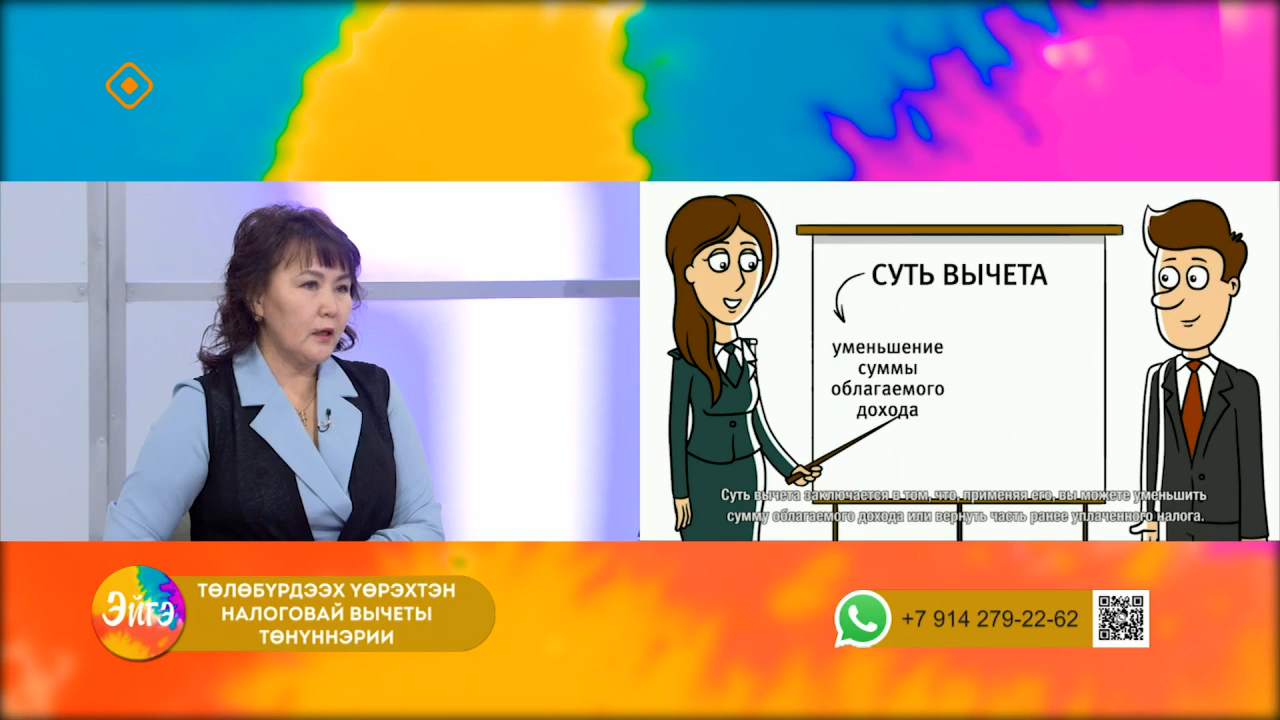 СУТЬ ВЫЧЕТА
уменьшение
суммы
облагаемого
дохода
Суть вычета заключается в том, что, применяя его, вы можете уменьшить
сумму облагаемого дохода или вернуть часть ранее уплаченного налога.
Эйгэ
ТӨЛӨБҮРДЭЭХ ҮӨРЭХТЭН
НАЛОГОВАЙ ВЫЧЕТЫ
ТӨНҮННЭРИИ
+7 914 279-22-62